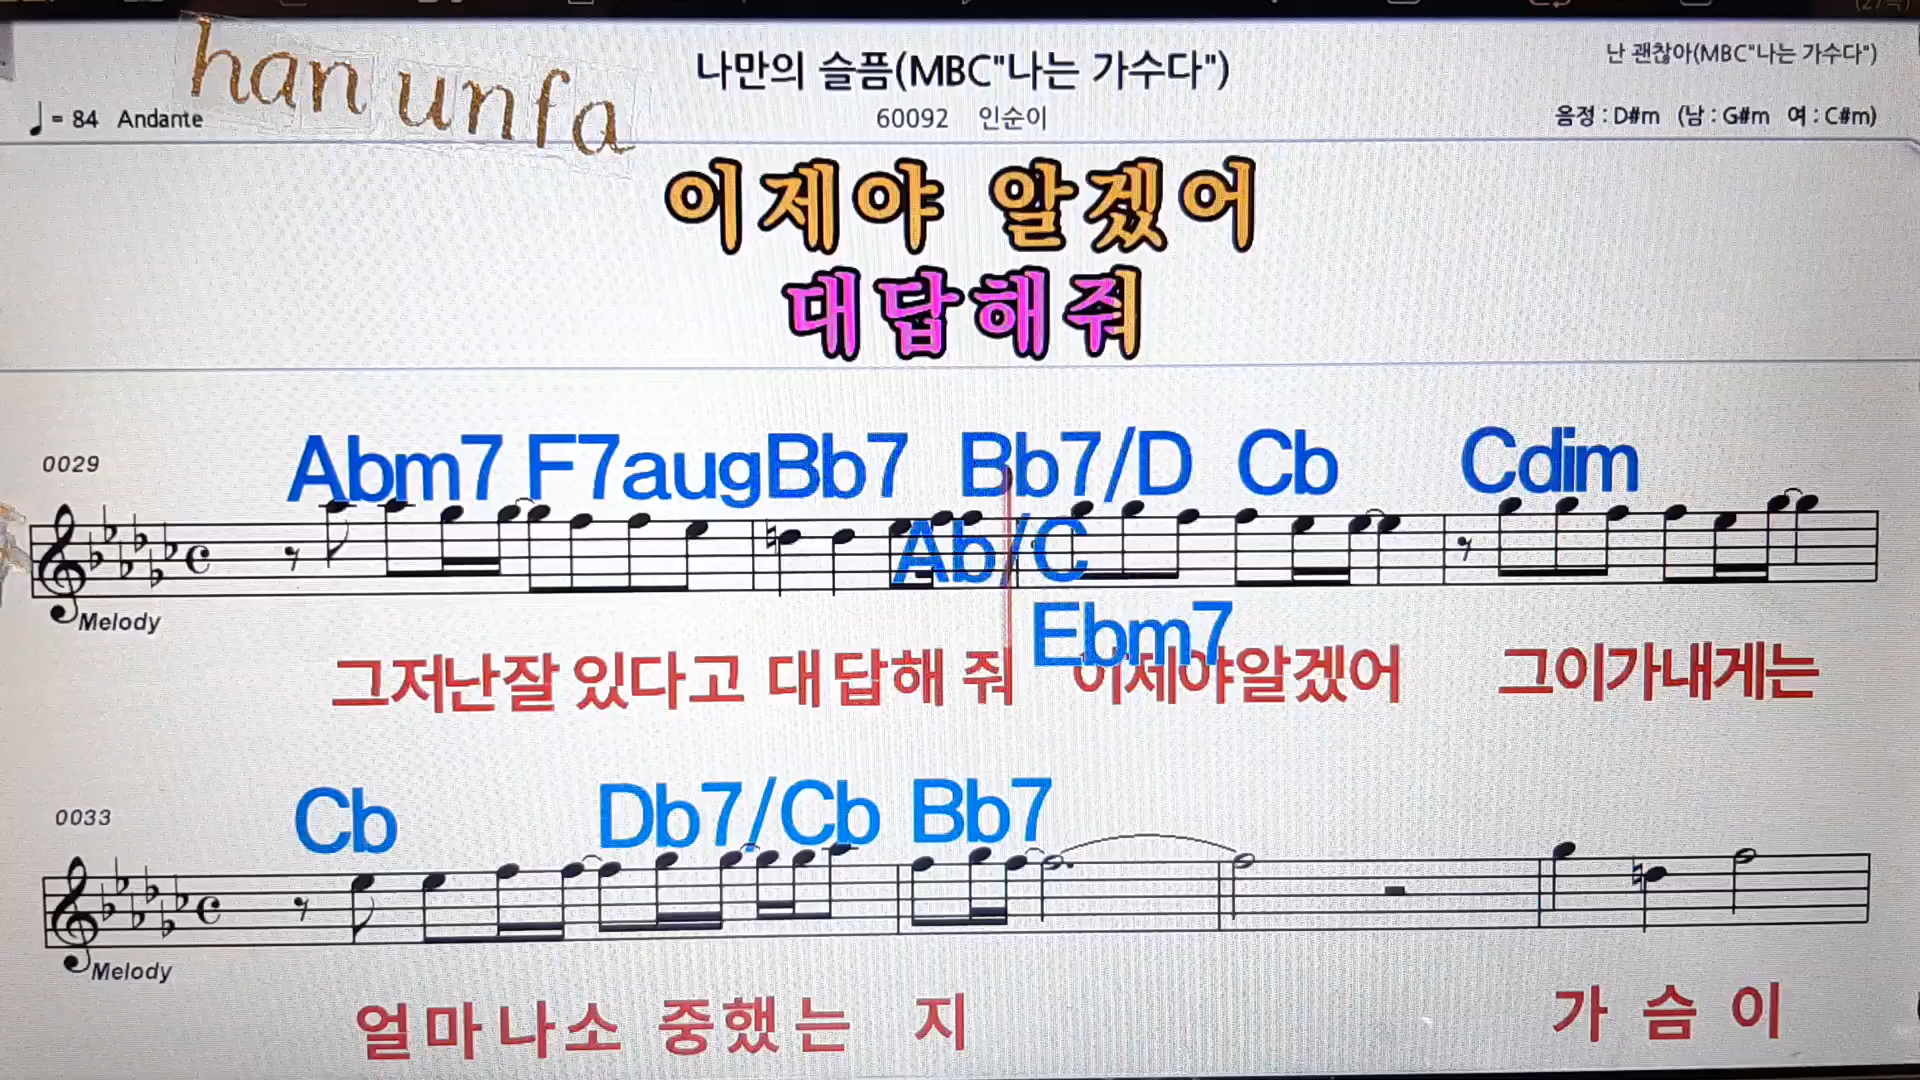 han unfa
나만의 슬픔(MBC"나는 가수다")
난 괜찮아(MBC"나는 가수다")
♩= 84 Andante
60092 인순이
음정 : D#m (남 : G#m 여 : C#m)
이제야 알겠어
대답해줘
Abm7 F7aug Bb7 Bb7/D Cb Cdim
0029
Ab/C
Melody
Ebm7
그저난잘 있다고 대답해 줘 이제야알겠어 그이가내게는
Cb Db7/Cb Bb7
0033
Melody
얼마나소 중했는 지 가 슴 이